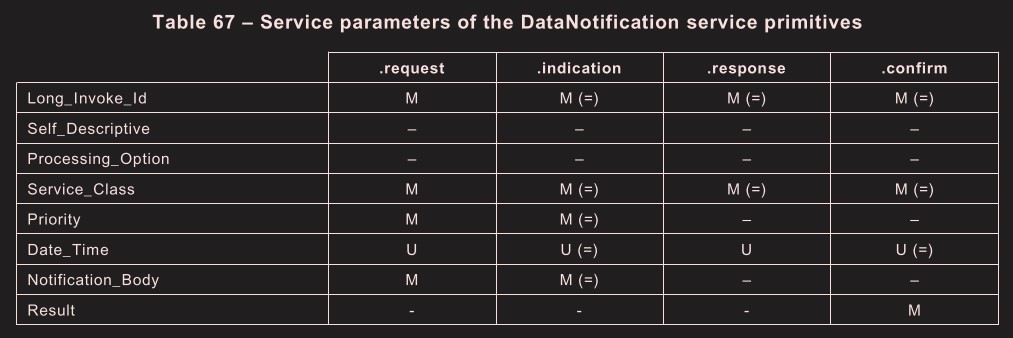 Table 67 – Service parameters of the DataNotification service primitives
.request .indication .response .confirm
Long_Invoke_Id M M (=) M (=) M (=)
Self_Descriptive – – – –
Processing_Option – – – –
Service_Class M M (=) M (=) M (=)
Priority M M (=) – –
Date_Time U U (=) U U (=)
Notification_Body M M (=) – –
Result - - - M